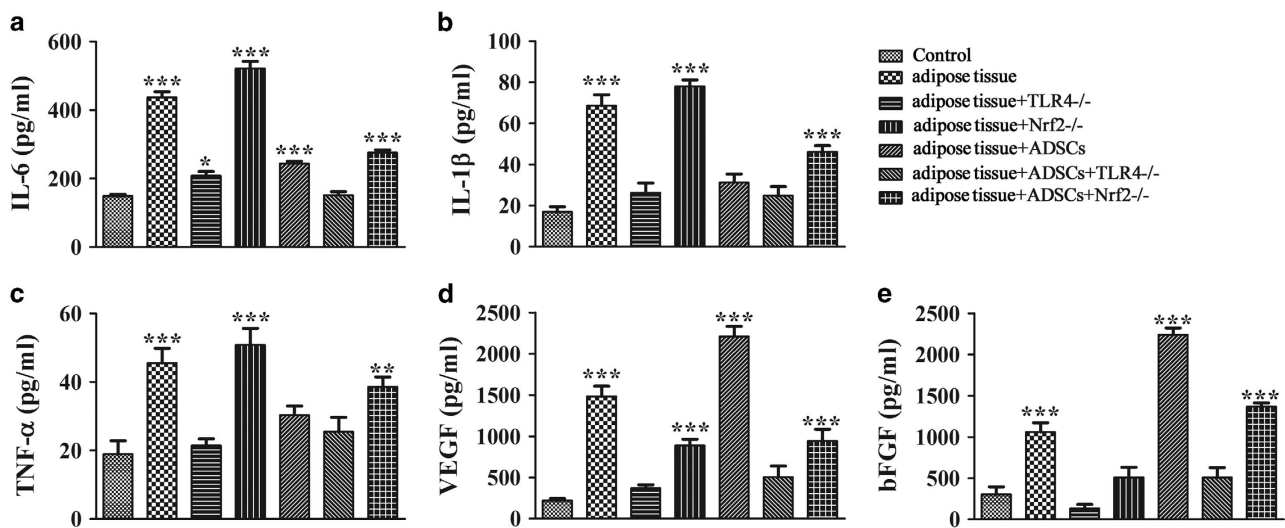 a
IL-6 (pg/ml)
600
400
200
0
***
*
***
***
***
b
IL-1β (pg/ml)
100
80
60
40
20
0
***
***
***
Control
adipose tissue
adipose tissue+TLR4-/-
adipose tissue+Nrf2-/-
adipose tissue+ADSCs
adipose tissue+ADSCs+TLR4-/-
adipose tissue+ADSCs+Nrf2-/-
c
TNF-α (pg/ml)
60
40
20
0
***
***
**
d
VEGF (pg/ml)
2500
2000
1500
1000
500
0
***
***
***
***
e
bFGF (pg/ml)
2500
2000
1500
1000
500
0
***
***
***